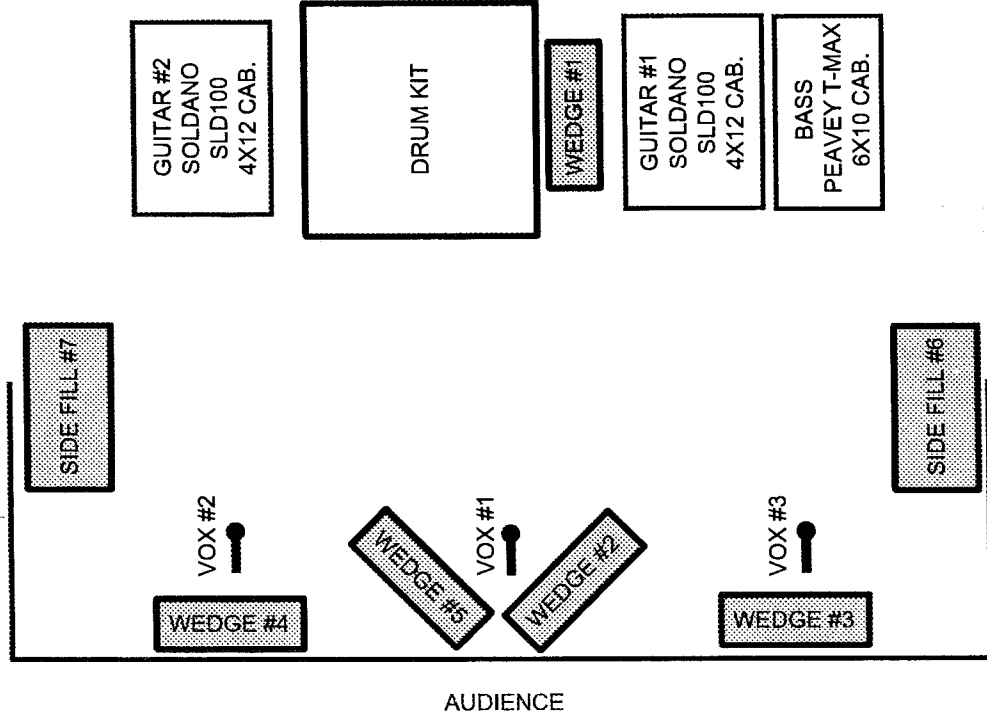 GUITAR #2
SOLDANO
SLD100
4X12 CAB.
DRUM KIT
WEDGE #1
GUITAR #1
SOLDANO
SLD100
4X12 CAB.
BASS
PEAVEY T-MAX
6X10 CAB.
SIDE FILL #7
SIDE FILL #6
VOX #2
VOX #1
VOX #3
WEDGE #4
WEDGE #5
WEDGE #2
WEDGE #3
AUDIENCE